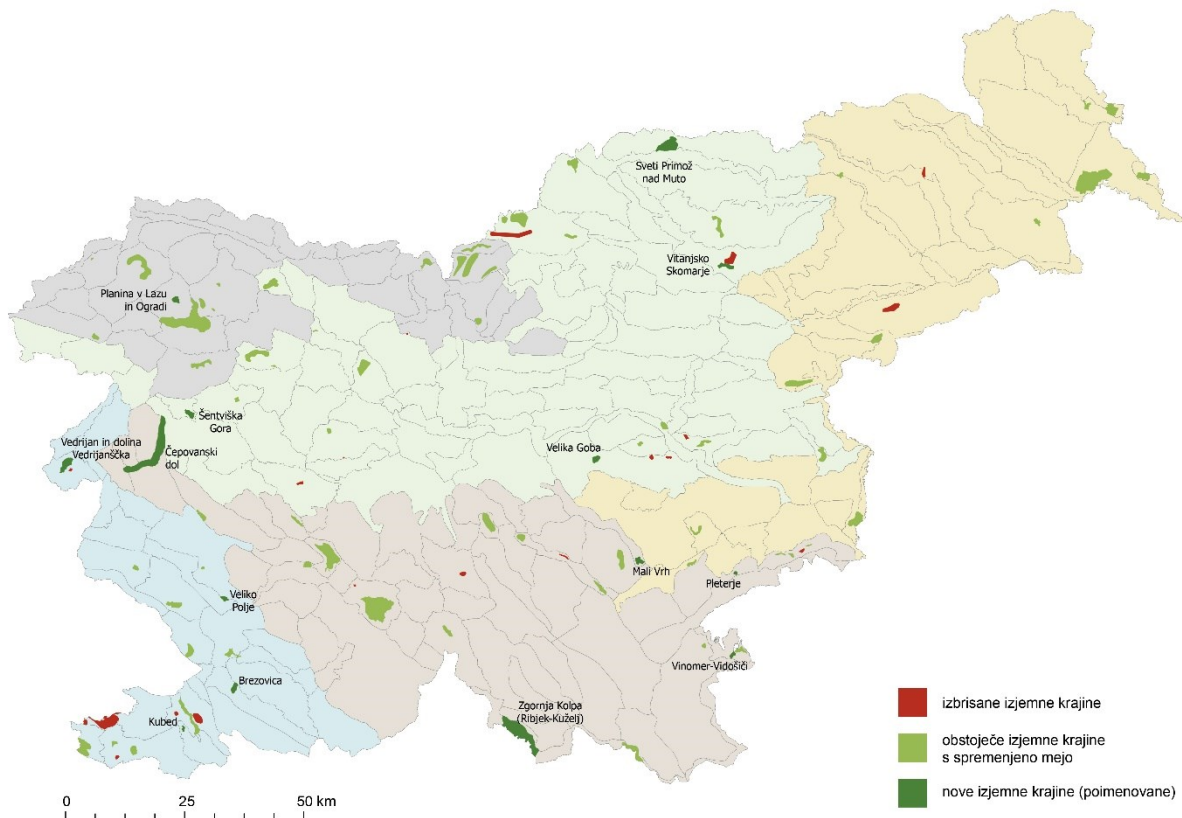 Sveti Primož
nad Muto
Vitanjsko
Skomarje
Planina v Lazu
in Ogradi
Šentviška
Gora
Vedrijan in dolina
Vedrijanščka
Čepovanski
dol
Velika Goba
Mali Vrh
Pleterje
Veliko
Polje
Vinomer-Vidošiči
Brezovica
Zgornja Kolpa
(Ribjek-Kuželj)
Kubed
izbrisane izjemne krajine
obstoječe izjemne krajine
s spremenjeno mejo
nove izjemne krajine (poimenovane)
0 25 50 km